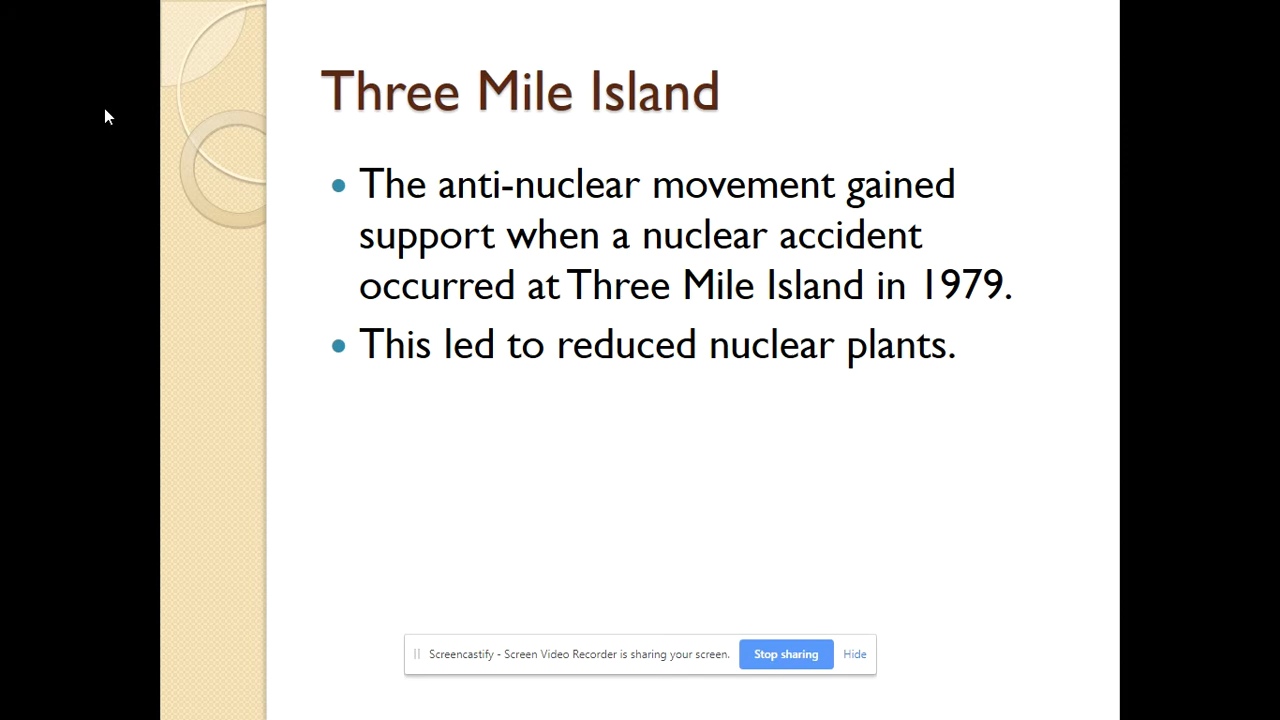 Three Mile Island
The anti-nuclear movement gained
support when a nuclear accident
occurred at Three Mile Island in 1979.
This led to reduced nuclear plants.
Screencastify - Screen Video Recorder is sharing your screen. Stop sharing Hide